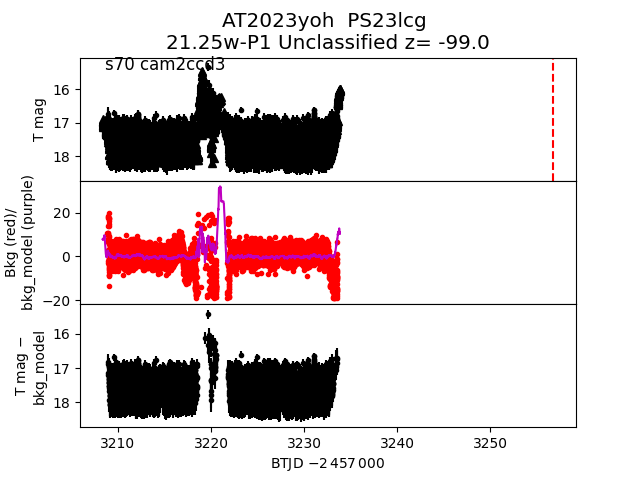 AT2023yoh  PS23lcg
21.25w-P1 Unclassified z= -99.0
s70 cam2ccd3
T mag
16
17
18
Bkg (red)/
bkg_model (purple)
20
0
−20
T mag −
bkg_model
16
17
18
3210
3220
3230
3240
3250
BTJD −2 457 000